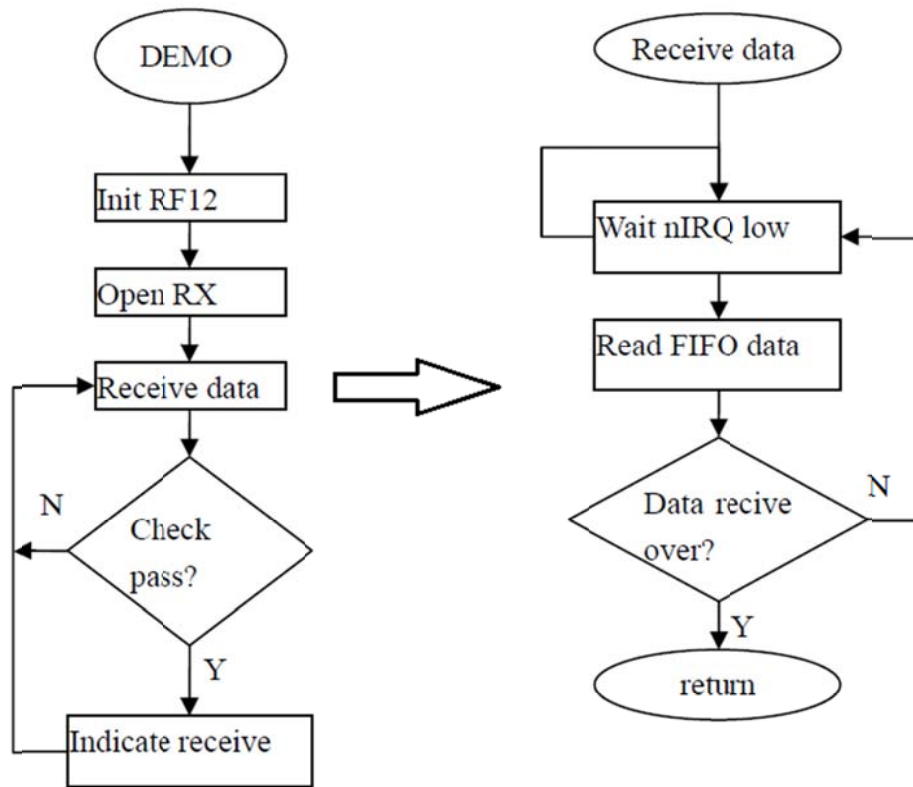 DEMO
Init RF12
Open RX
Receive data
N
Check
pass?
Y
Indicate receive
Receive data
Wait nIRQ low
Read FIFO data
Data recive
over?
N
Y
return